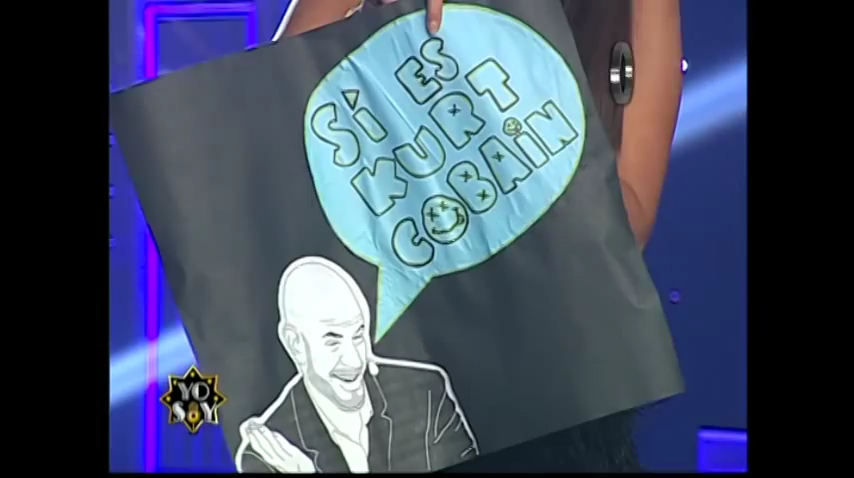 SÍ ES
KURT
COBAIN
YO
SOY